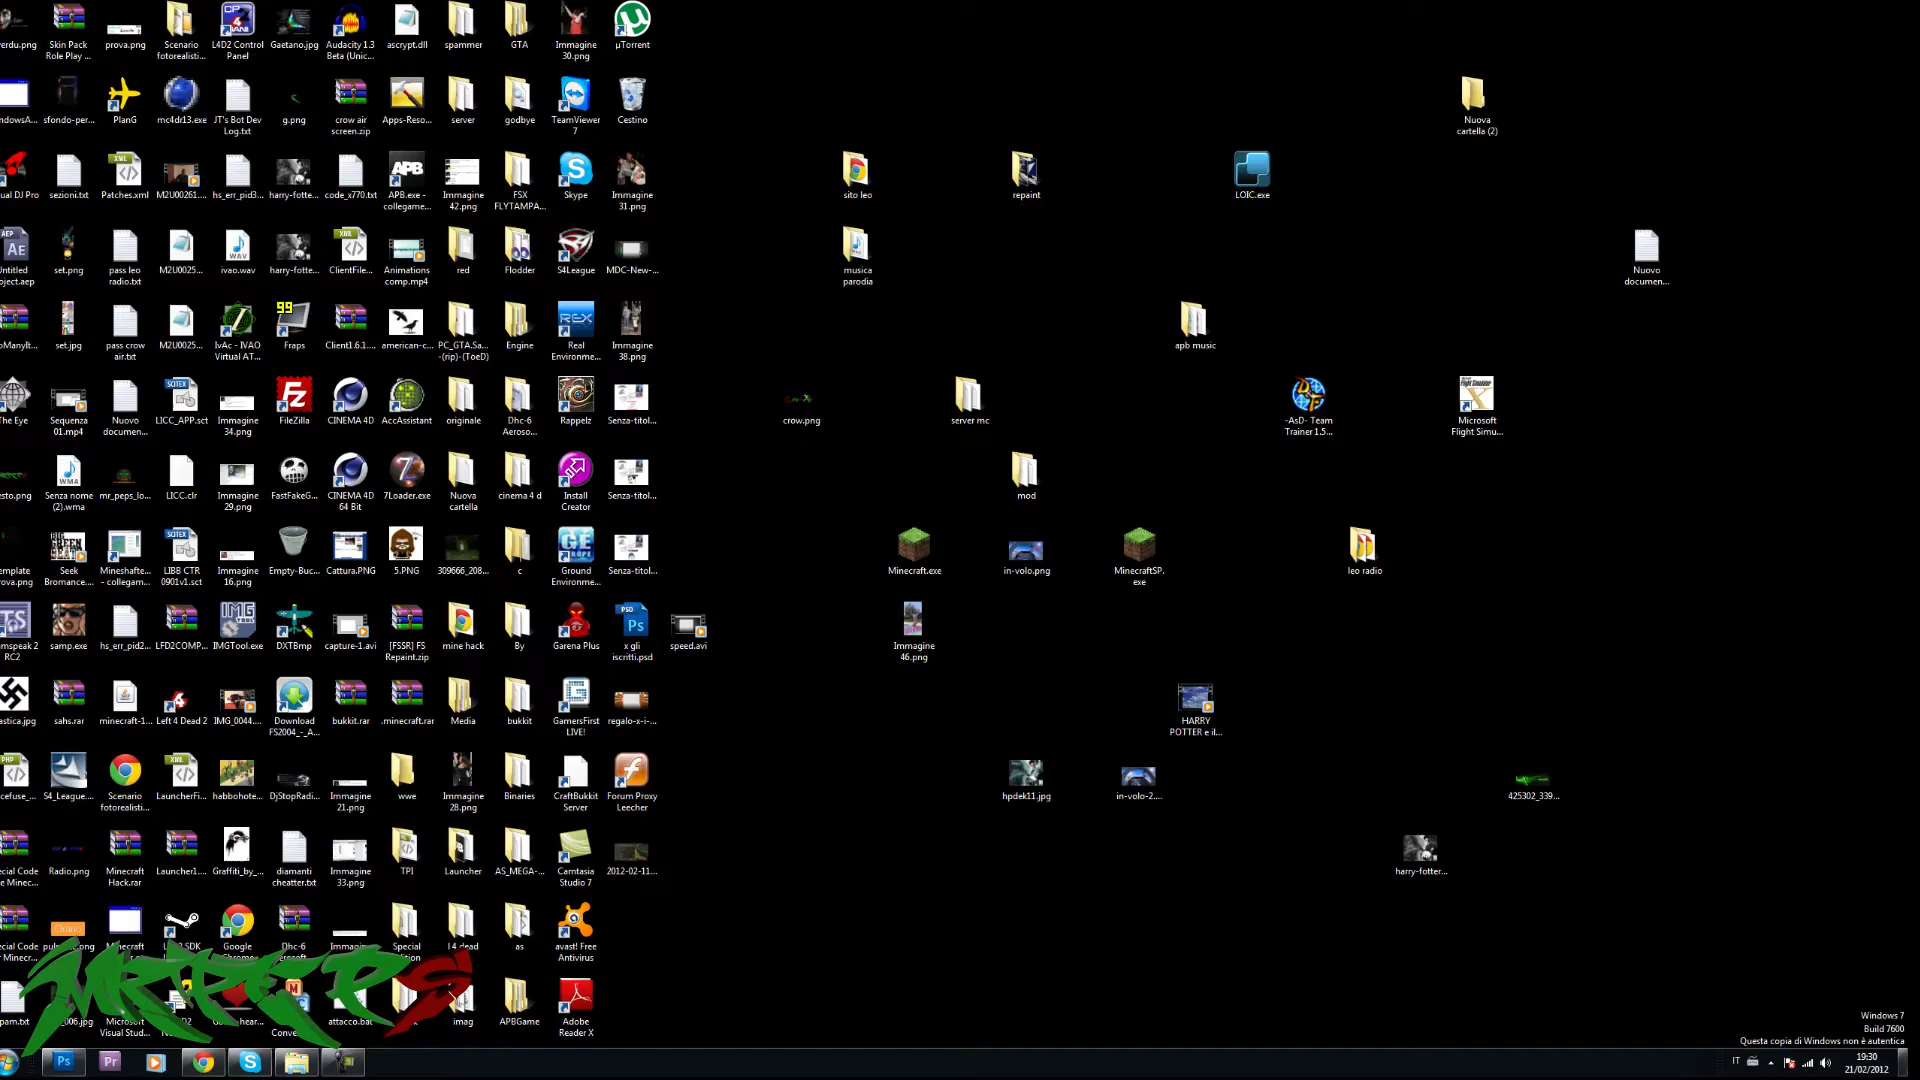 erdu.png
Skin Pack
Role Play ...
prova.png
Scenario
fotorealisti...
L4D2 Control
Panel
Gaetano.jpg
Audacity 1.3
Beta (Unic...
ascrypt.dll
spammer
GTA
Immagine
30.png
µTorrent
ndowsA...
sfondo-per...
PlanG
mc4dr13.exe
JT's Bot Dev
Log.txt
g.png
crow air
screen.zip
Apps-Reso...
server
godbye
TeamViewer
7
Cestino
Nuova
cartella (2)
ual DJ Pro
sezioni.txt
Patches.xml
M2U00261....
hs_err_pid3...
harry-fotte...
code_x770.txt
APB.exe -
collegame...
Immagine
42.png
FSX
FLYTAMPA...
Skype
Immagine
31.png
sito leo
repaint
LOIC.exe
Untitled
oject.aep
set.png
pass leo
radio.txt
M2U0025...
ivao.wav
harry-fotte...
ClientFile...
Animations
comp.mp4
red
Flodder
S4League
MDC-New-...
musica
parodia
Nuovo
documen...
oManyIt...
set.jpg
pass crow
air.txt
M2U0025...
IvAc - IVAO
Virtual AT...
99
Fraps
Client1.6.1....
american-c...
PC_GTA.Sa...
-(rip)-(ToeD)
Engine
REX
Real
Environme...
Immagine
38.png
apb music
The Eye
Sequenza
01.mp4
Nuovo
documen...
LICC_APP.sct
Immagine
34.png
FileZilla
CINEMA 4D
AccAssistant
originale
Dhc-6
Aeroso...
Rappelz
Senza-titol...
crow.png
server mc
-AsD- Team
Trainer 1.5...
Microsoft
Flight Simu...
esto.png
Senza nome
(2).wma
mr_peps_lo...
LICC.clr
Immagine
29.png
FastFakeG...
CINEMA 4D
64 Bit
7Loader.exe
Nuova
cartella
cinema 4 d
Install
Creator
Senza-titol...
mod
template
rova.png
Seek
Bromance....
Mineshafte...
- collegam...
LIBB CTR
0901v1.sct
Immagine
16.png
Empty-Buc...
Cattura.PNG
5.PNG
309666_208...
c
Ground
Environme...
Senza-titol...
Minecraft.exe
in-volo.png
MinecraftSP.
exe
leo radio
mspeak 2
RC2
samp.exe
hs_err_pid2...
LFD2COMP...
IMGTool.exe
DXTBmp
capture-1.avi
[FSSR] FS
Repaint.zip
mine hack
By
Garena Plus
x gli
iscritti.psd
speed.avi
Immagine
46.png
astica.jpg
sahs.rar
minecraft-1...
Left 4 Dead 2
IMG_0044....
Download
FS2004_-_A...
bukkit.rar
.minecraft.rar
Media
bukkit
GamersFirst
LIVE!
regalo-x-i-...
HARRY
POTTER e il...
cefuse_...
S4_League....
Scenario
fotorealisti...
LauncherFi...
habbohote...
DjStopRadi...
Immagine
21.png
wwe
Immagine
28.png
Binaries
CraftBukkit
Server
Forum Proxy
Leecher
hpdek11.jpg
in-volo-2....
425302_339...
ecial Code
e Minec...
Radio.png
Minecraft
Hack.rar
Launcher1....
Graffiti_by_...
diamanti
cheatter.txt
Immagine
33.png
TPI
Launcher
AS_MEGA-...
Camtasia
Studio 7
2012-02-11...
harry-fotter...
ecial Code
Minecr...
Minecraft
Google
Dhc-6
Special
L4 dead
as
avast! Free
Antivirus
MRPEPS
pam.txt
_006.jpg
Microsoft
Visual Stud...
attacco.bat
imag
APBGame
Adobe
Reader X
Windows 7
Build 7600
Questa copia di Windows non è autentica
Ps
Pr
IT
19:30
21/02/2012